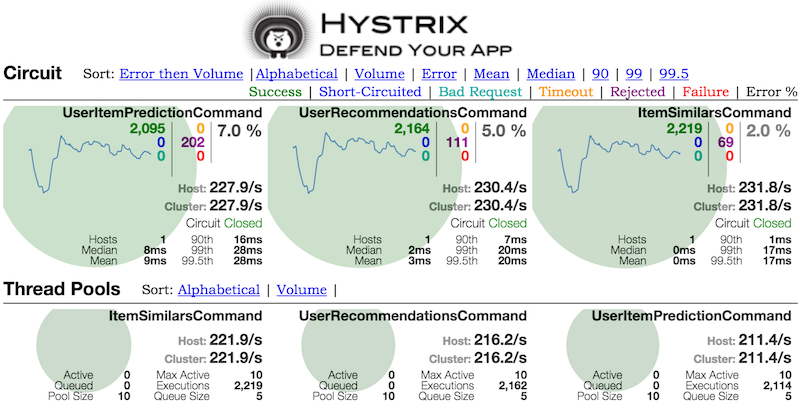 HYSTRIX
DEFEND YOUR APP
Circuit Sort: Error then Volume | Alphabetical | Volume | Error | Mean | Median | 90 | 99 | 99.5
Success | Short-Circuited | Bad Request | Timeout | Rejected | Failure | Error %
UserItemPredictionCommand
2,095 0 7.0 %
0 202
0 0
Host: 227.9/s
Cluster: 227.9/s
Circuit Closed
Hosts 1 90th 16ms
Median 8ms 99th 28ms
Mean 9ms 99.5th 28ms
UserRecommendationsCommand
2,164 0 5.0 %
0 111
0 0
Host: 230.4/s
Cluster: 230.4/s
Circuit Closed
Hosts 1 90th 7ms
Median 2ms 99th 20ms
Mean 3ms 99.5th 20ms
ItemSimilarsCommand
2,219 0 2.0 %
0 69
0 0
Host: 231.8/s
Cluster: 231.8/s
Circuit Closed
Hosts 1 90th 1ms
Median 0ms 99th 17ms
Mean 0ms 99.5th 17ms
Thread Pools Sort: Alphabetical | Volume |
ItemSimilarsCommand
Host: 221.9/s
Cluster: 221.9/s
Active 0 Max Active 10
Queued 0 Executions 2,219
Pool Size 10 Queue Size 5
UserRecommendationsCommand
Host: 216.2/s
Cluster: 216.2/s
Active 0 Max Active 10
Queued 0 Executions 2,162
Pool Size 10 Queue Size 5
UserItemPredictionCommand
Host: 211.4/s
Cluster: 211.4/s
Active 0 Max Active 10
Queued 0 Executions 2,114
Pool Size 10 Queue Size 5